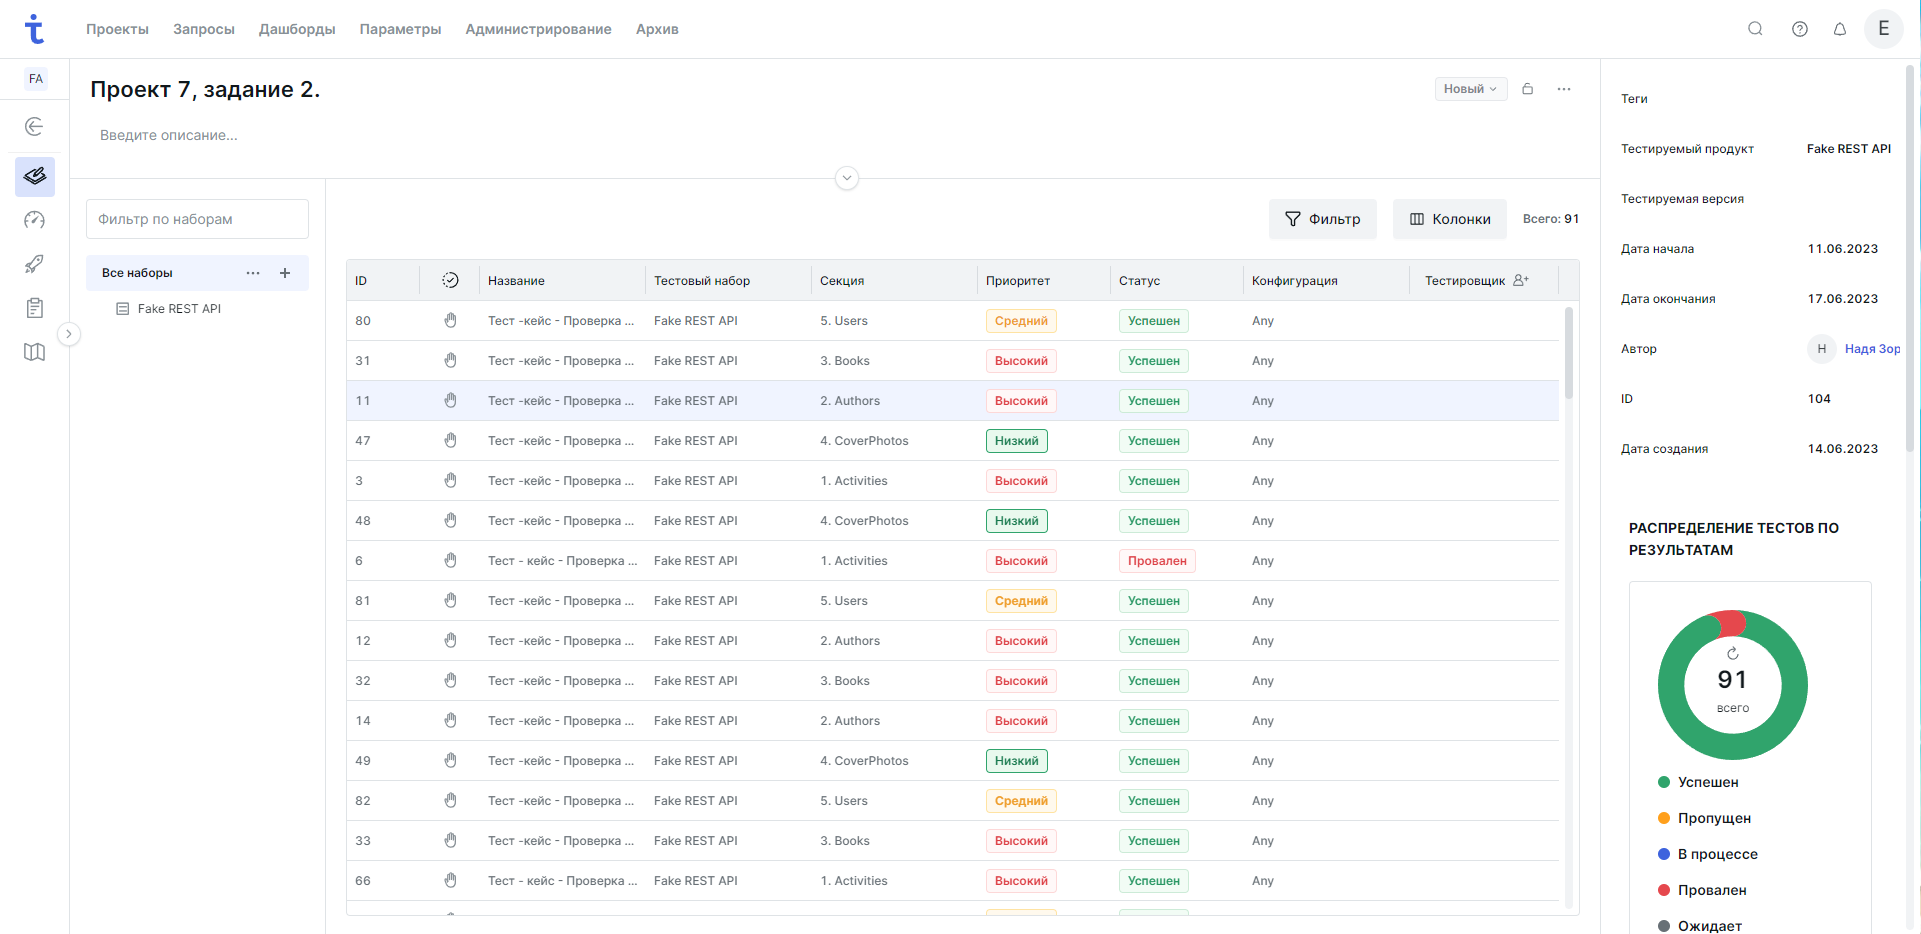 Проекты Запросы Дашборды Параметры Администрирование Архив E
FA
Проект 7, задание 2.
Новый
Введите описание...
Фильтр по наборам
Все наборы
Fake REST API
Фильтр Колонки Всего: 91
ID Название Тестовый набор Секция Приоритет Статус Конфигурация Тестировщик
80 Тест -кейс - Проверка ... Fake REST API 5. Users Средний Успешен Any
31 Тест -кейс - Проверка ... Fake REST API 3. Books Высокий Успешен Any
11 Тест -кейс - Проверка ... Fake REST API 2. Authors Высокий Успешен Any
47 Тест -кейс - Проверка ... Fake REST API 4. CoverPhotos Низкий Успешен Any
3 Тест -кейс - Проверка ... Fake REST API 1. Activities Высокий Успешен Any
48 Тест -кейс - Проверка ... Fake REST API 4. CoverPhotos Низкий Успешен Any
6 Тест - кейс - Проверка ... Fake REST API 1. Activities Высокий Провален Any
81 Тест -кейс - Проверка ... Fake REST API 5. Users Средний Успешен Any
12 Тест -кейс - Проверка ... Fake REST API 2. Authors Высокий Успешен Any
32 Тест -кейс - Проверка ... Fake REST API 3. Books Высокий Успешен Any
14 Тест -кейс - Проверка ... Fake REST API 2. Authors Высокий Успешен Any
49 Тест -кейс - Проверка ... Fake REST API 4. CoverPhotos Низкий Успешен Any
82 Тест -кейс - Проверка ... Fake REST API 5. Users Средний Успешен Any
33 Тест -кейс - Проверка ... Fake REST API 3. Books Высокий Успешен Any
66 Тест - кейс - Проверка ... Fake REST API 1. Activities Высокий Успешен Any
Теги
Тестируемый продукт Fake REST API
Тестируемая версия
Дата начала 11.06.2023
Дата окончания 17.06.2023
Автор Н Надя Зор
ID 104
Дата создания 14.06.2023
РАСПРЕДЕЛЕНИЕ ТЕСТОВ ПО
РЕЗУЛЬТАТАМ
91
всего
Успешен
Пропущен
В процессе
Провален
Ожидает